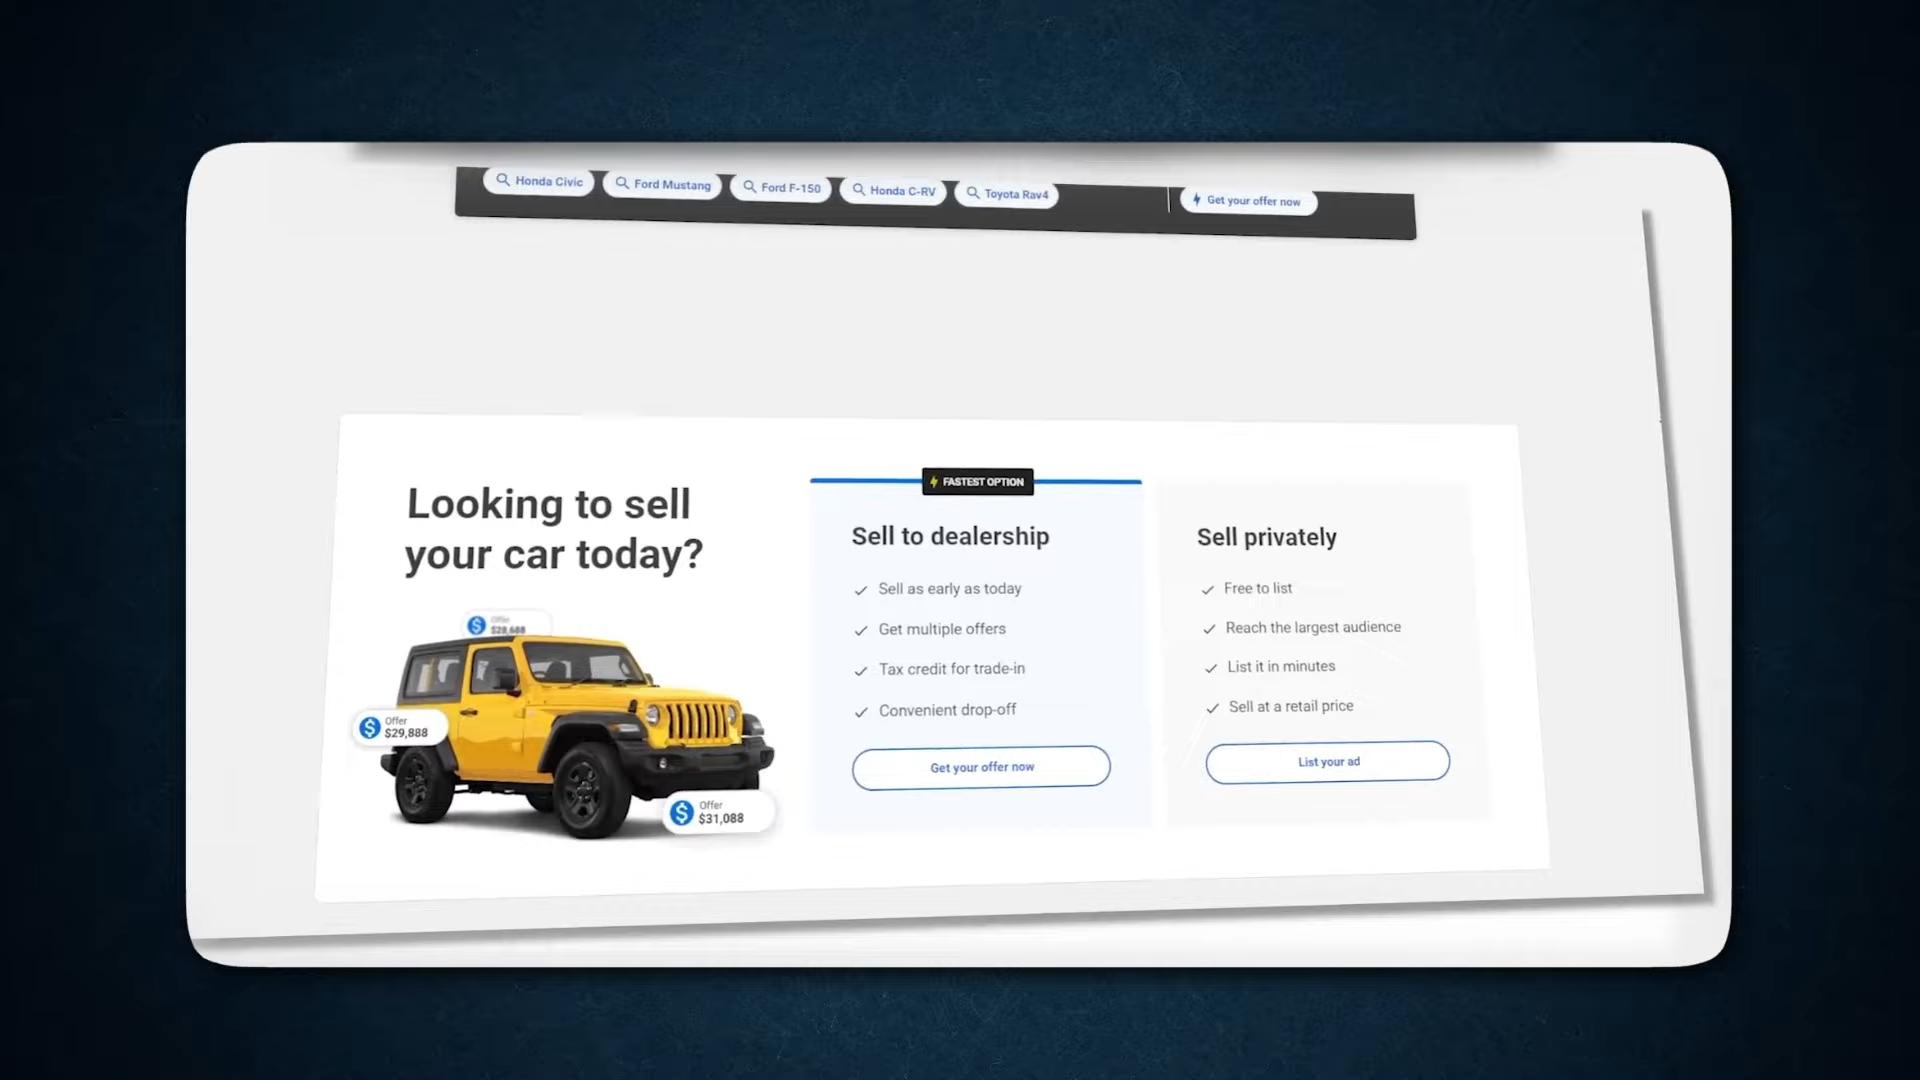 Honda Civic
Ford Mustang
Ford F-150
Honda C-RV
Toyota Rav4
Get your offer now
Looking to sell
your car today?
Offer
$28,688
Offer
$29,888
Offer
$31,088
FASTEST OPTION
Sell to dealership
Sell as early as today
Get multiple offers
Tax credit for trade-in
Convenient drop-off
Get your offer now
Sell privately
Free to list
Reach the largest audience
List it in minutes
Sell at a retail price
List your ad